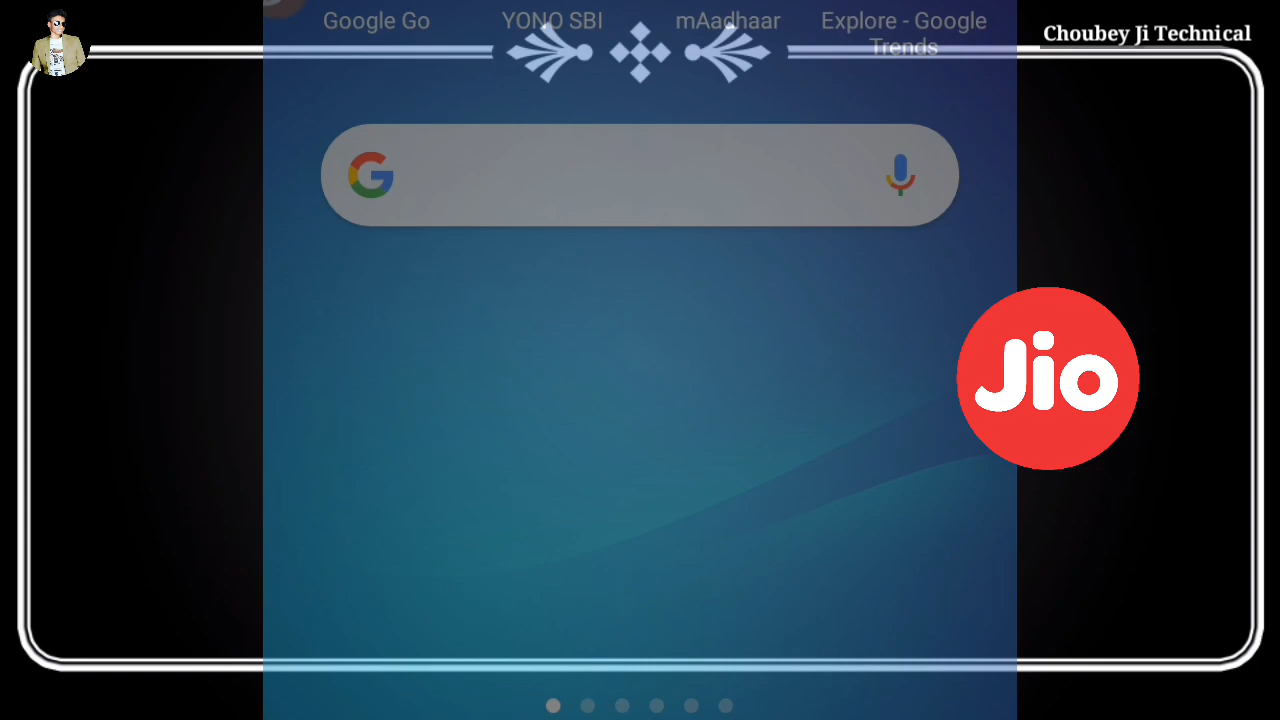 Google Go
YONO SBI
mAadhaar
Explore - Google
Trends
Choubey Ji Technical
Jio